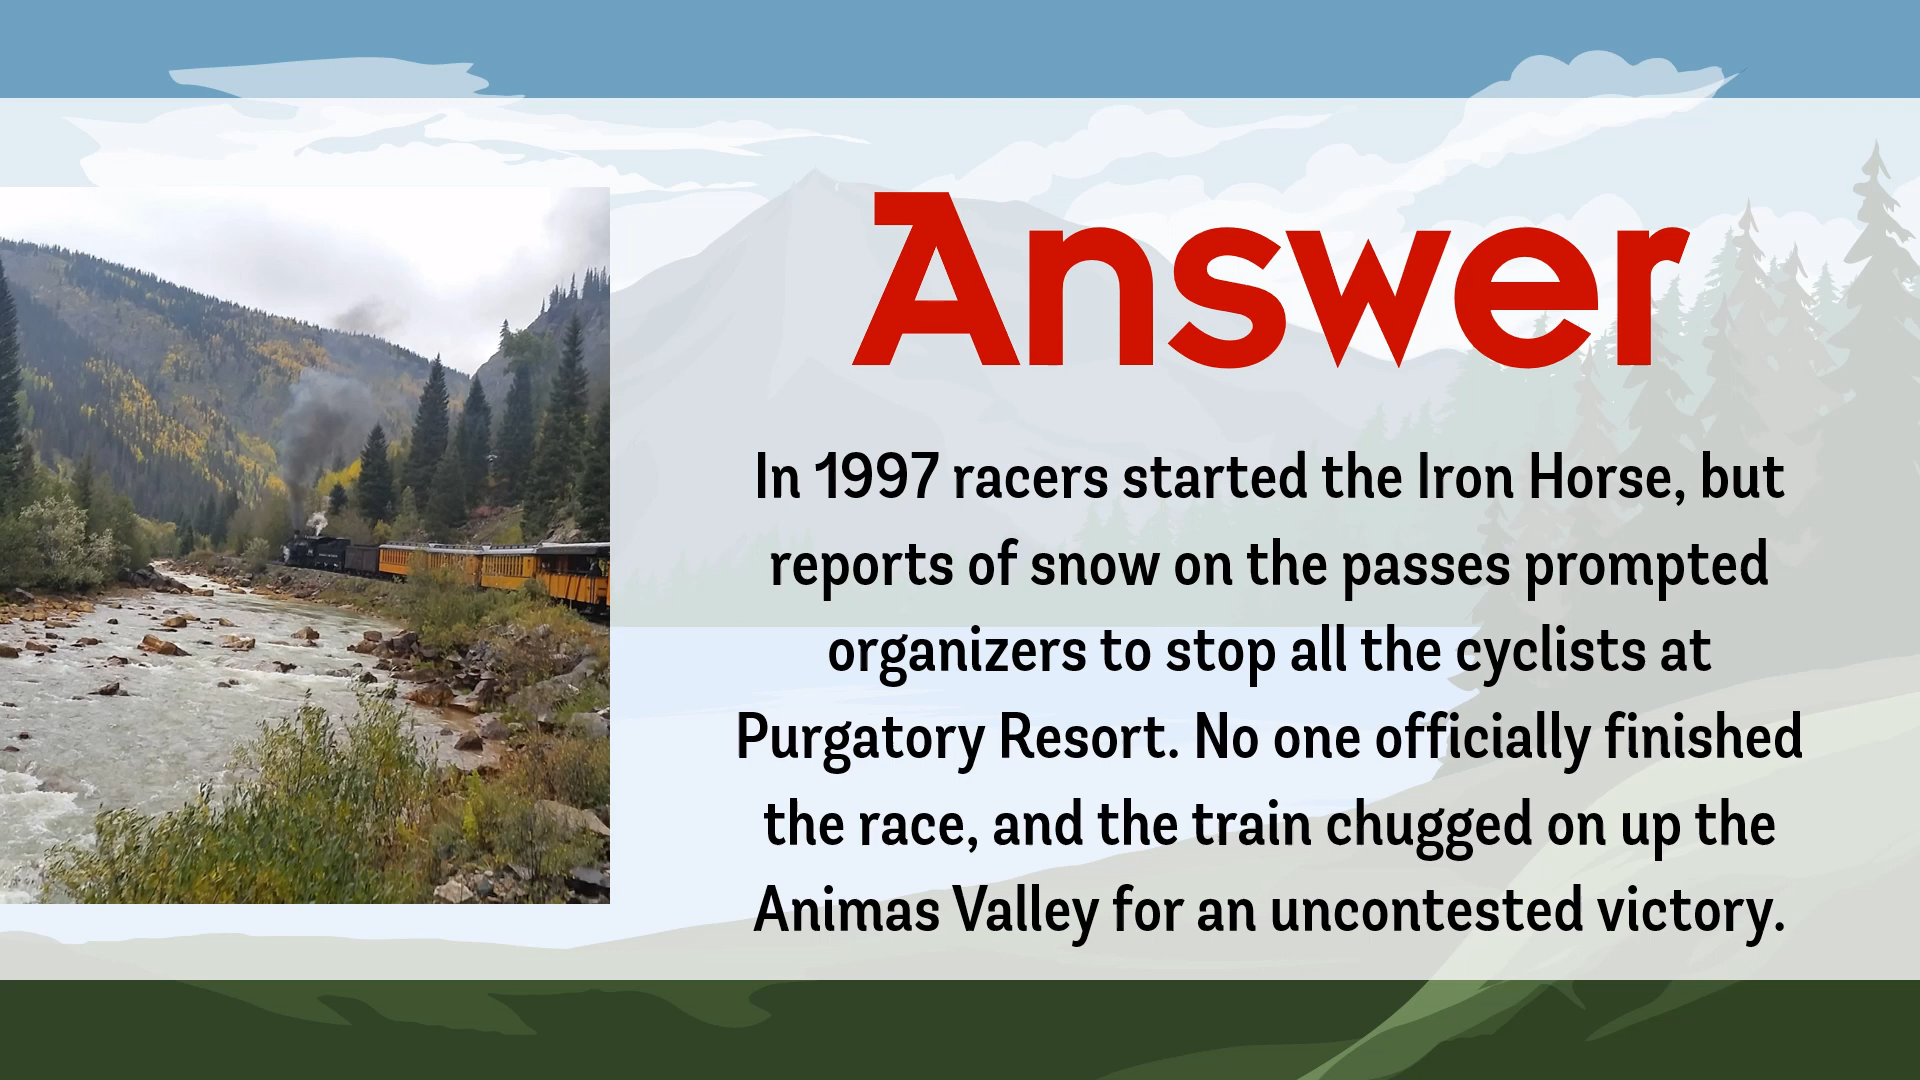 Answer
In 1997 racers started the Iron Horse, but
reports of snow on the passes prompted
organizers to stop all the cyclists at
Purgatory Resort. No one officially finished
the race, and the train chugged on up the
Animas Valley for an uncontested victory.